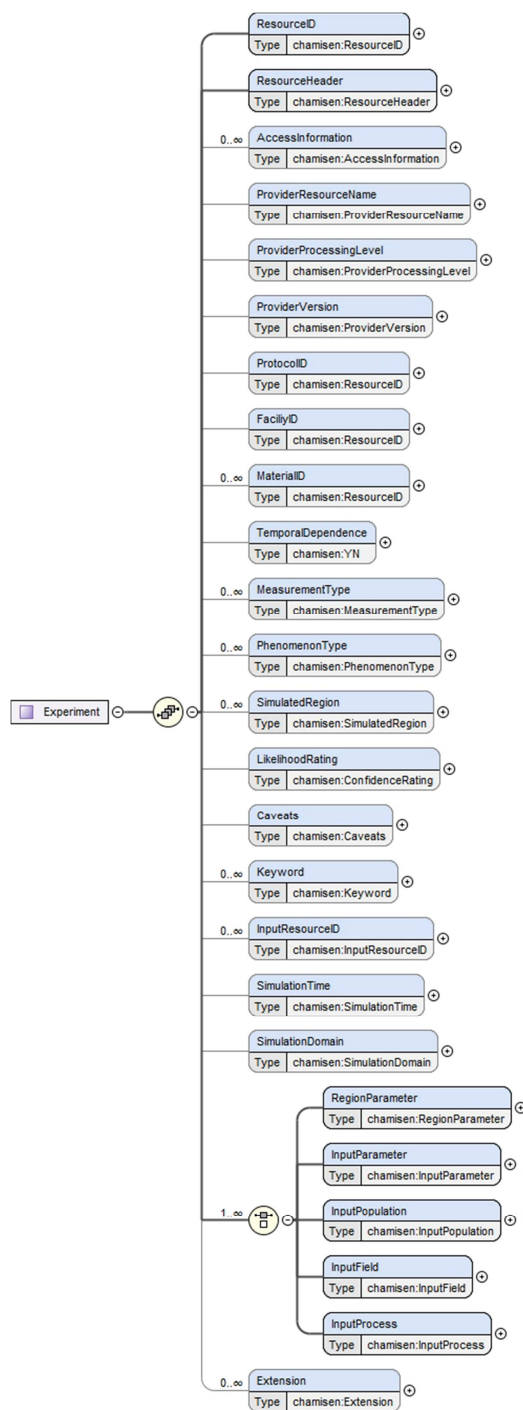 ResourceID
Type chamisen:ResourceID
ResourceHeader
Type chamisen:ResourceHeader
0..∞
AccessInformation
Type chamisen:AccessInformation
ProviderResourceName
Type chamisen:ProviderResourceName
ProviderProcessingLevel
Type chamisen:ProviderProcessingLevel
ProviderVersion
Type chamisen:ProviderVersion
ProtocolID
Type chamisen:ResourceID
FaciliyID
Type chamisen:ResourceID
0..∞
MaterialID
Type chamisen:ResourceID
TemporalDependence
Type chamisen:YN
0..∞
MeasurementType
Type chamisen:MeasurementType
0..∞
PhenomenonType
Type chamisen:PhenomenonType
Experiment
0..∞
SimulatedRegion
Type chamisen:SimulatedRegion
LikelihoodRating
Type chamisen:ConfidenceRating
Caveats
Type chamisen:Caveats
0..∞
Keyword
Type chamisen:Keyword
0..∞
InputResourceID
Type chamisen:InputResourceID
SimulationTime
Type chamisen:SimulationTime
SimulationDomain
Type chamisen:SimulationDomain
1..∞
RegionParameter
Type chamisen:RegionParameter
InputParameter
Type chamisen:InputParameter
InputPopulation
Type chamisen:InputPopulation
InputField
Type chamisen:InputField
InputProcess
Type chamisen:InputProcess
0..∞
Extension
Type chamisen:Extension